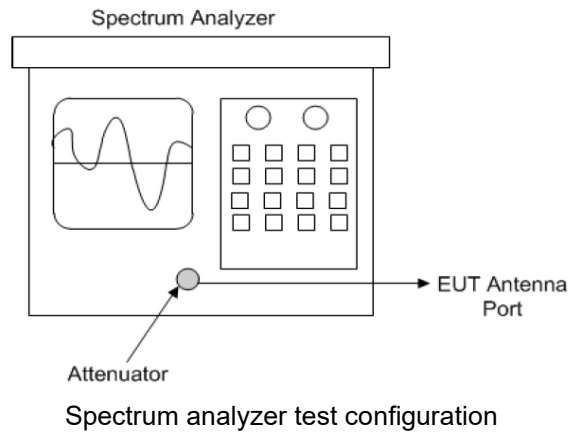 Spectrum Analyzer
EUT Antenna
Port
Attenuator
Spectrum analyzer test configuration